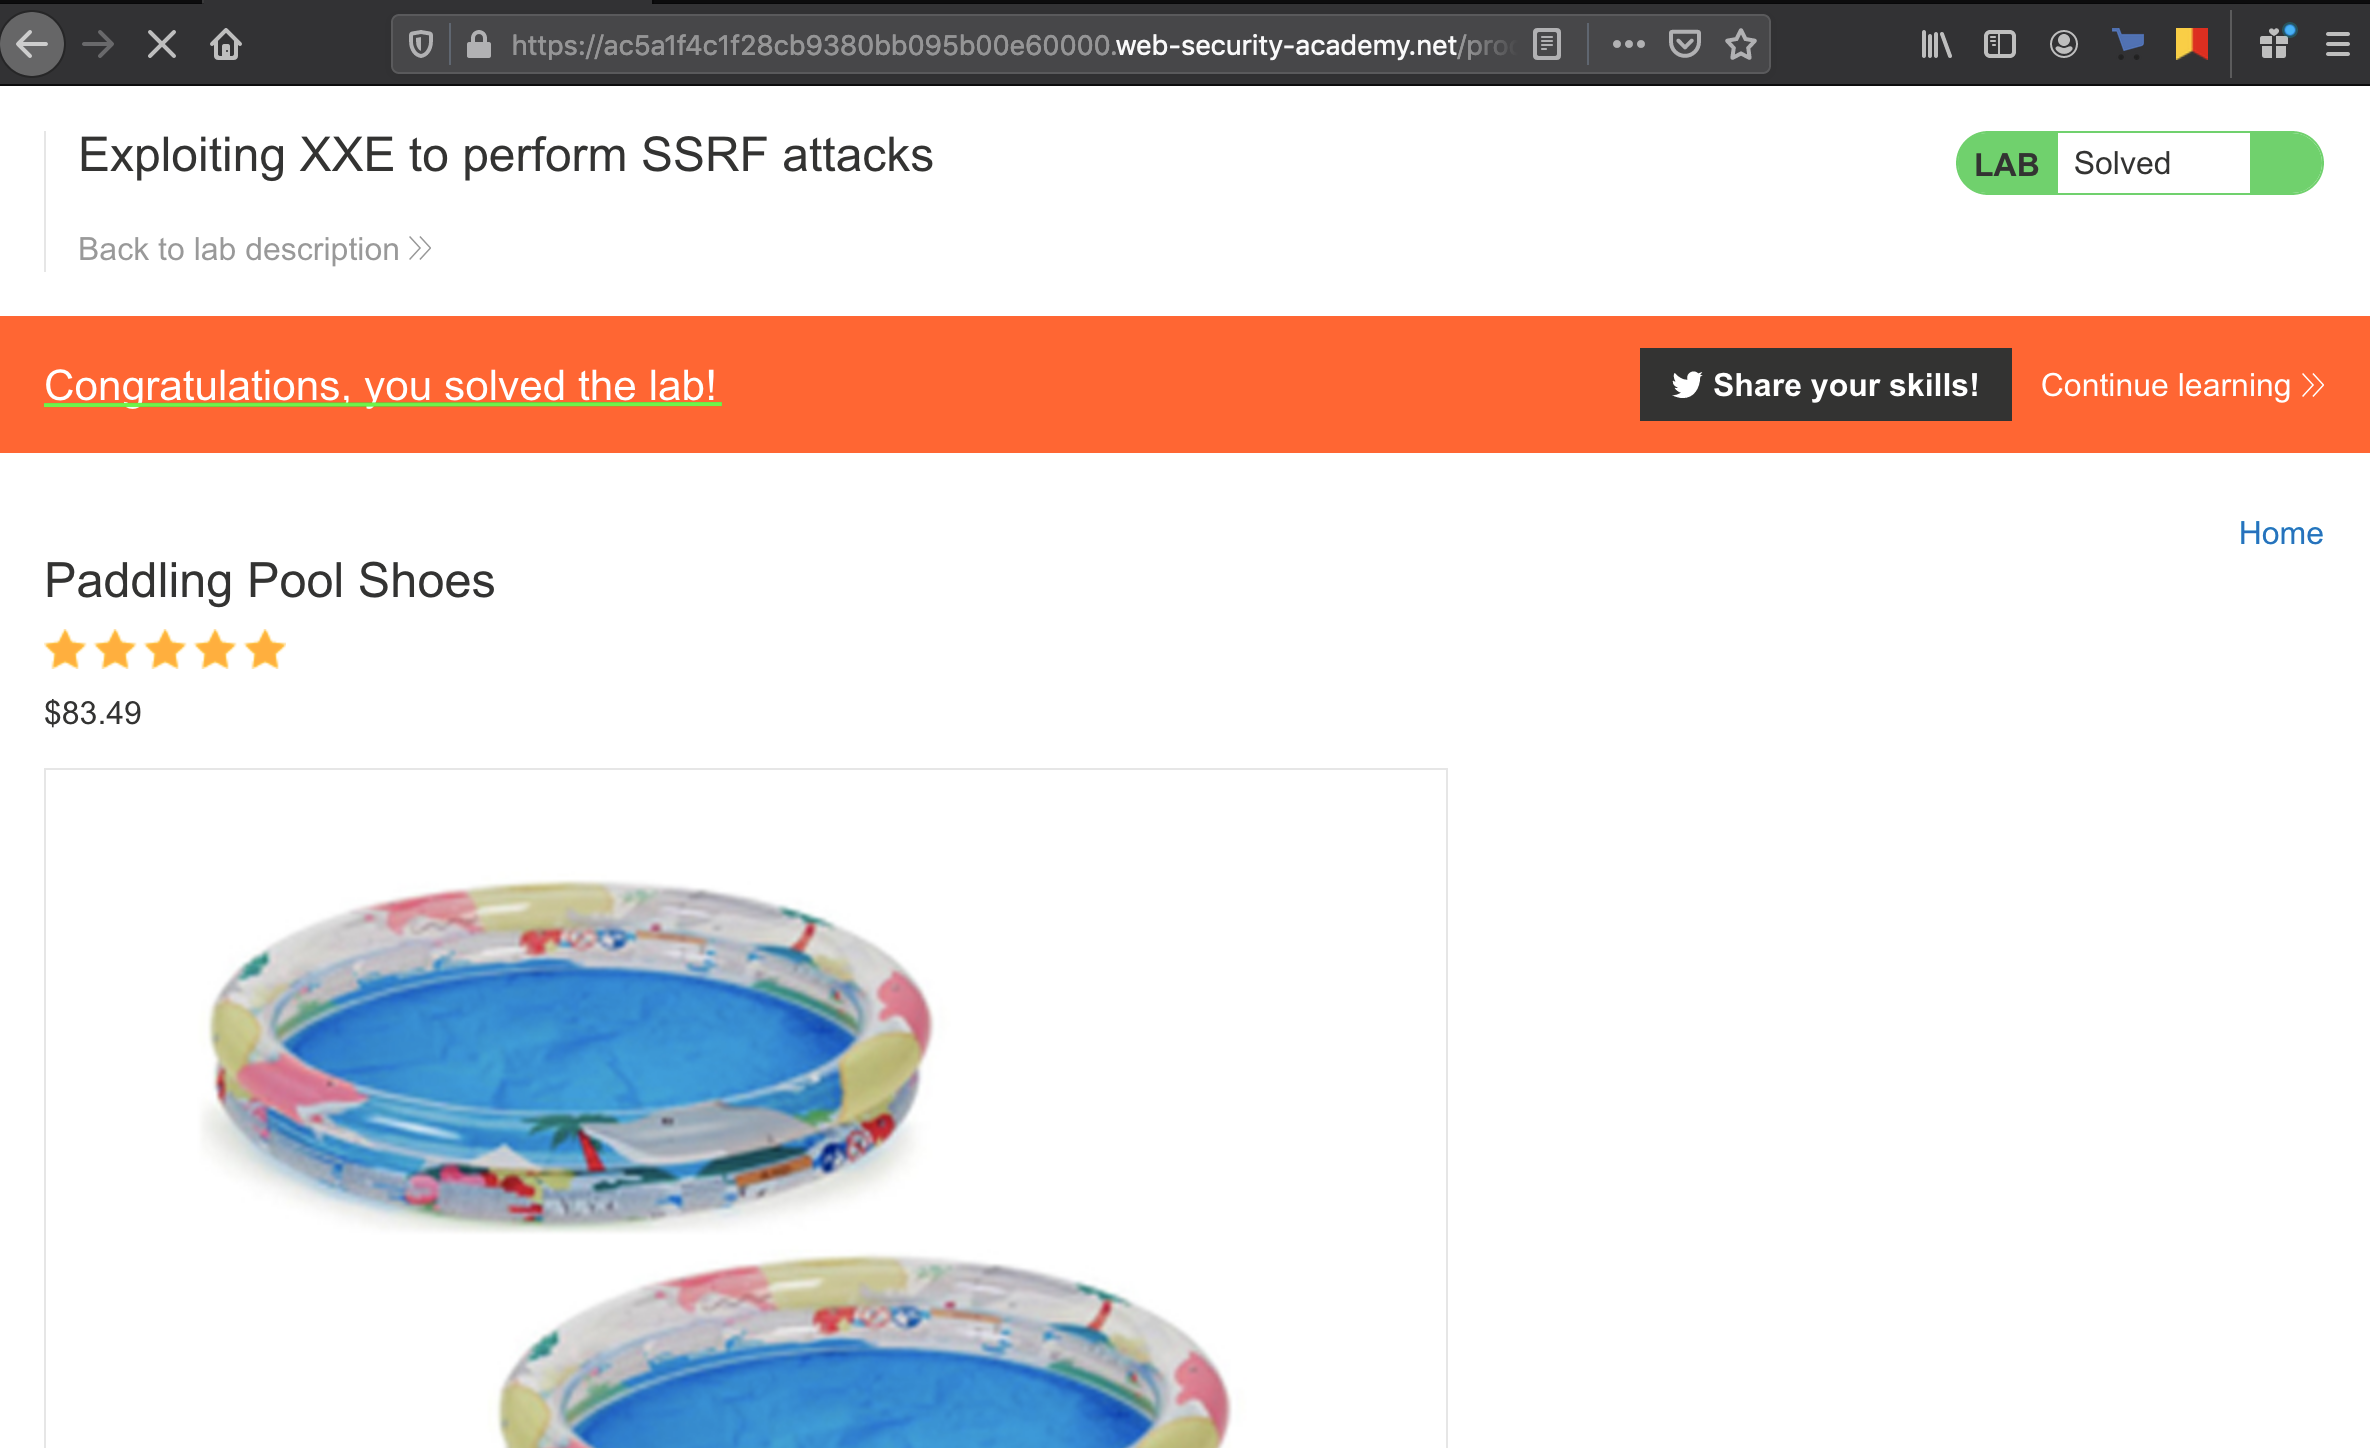 https://ac5a1f4c1f28cb9380bb095b00e60000.web-security-academy.net/pro
Exploiting XXE to perform SSRF attacks
LAB Solved
Back to lab description
Congratulations, you solved the lab!
Share your skills! Continue learning
Home
Paddling Pool Shoes
$83.49